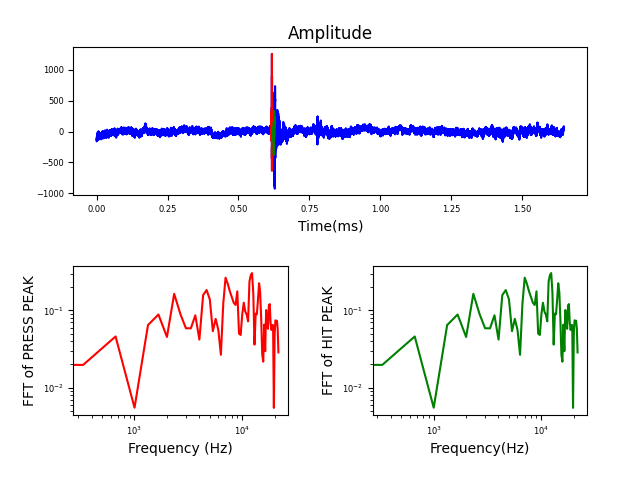 Amplitude
1000
500
0
−500
−1000
0.00 0.25 0.50 0.75 1.00 1.25 1.50
Time(ms)
FFT of PRESS PEAK
10⁻¹
10⁻²
10³ 10⁴
Frequency (Hz)
FFT of HIT PEAK
10⁻¹
10⁻²
10³ 10⁴
Frequency(Hz)